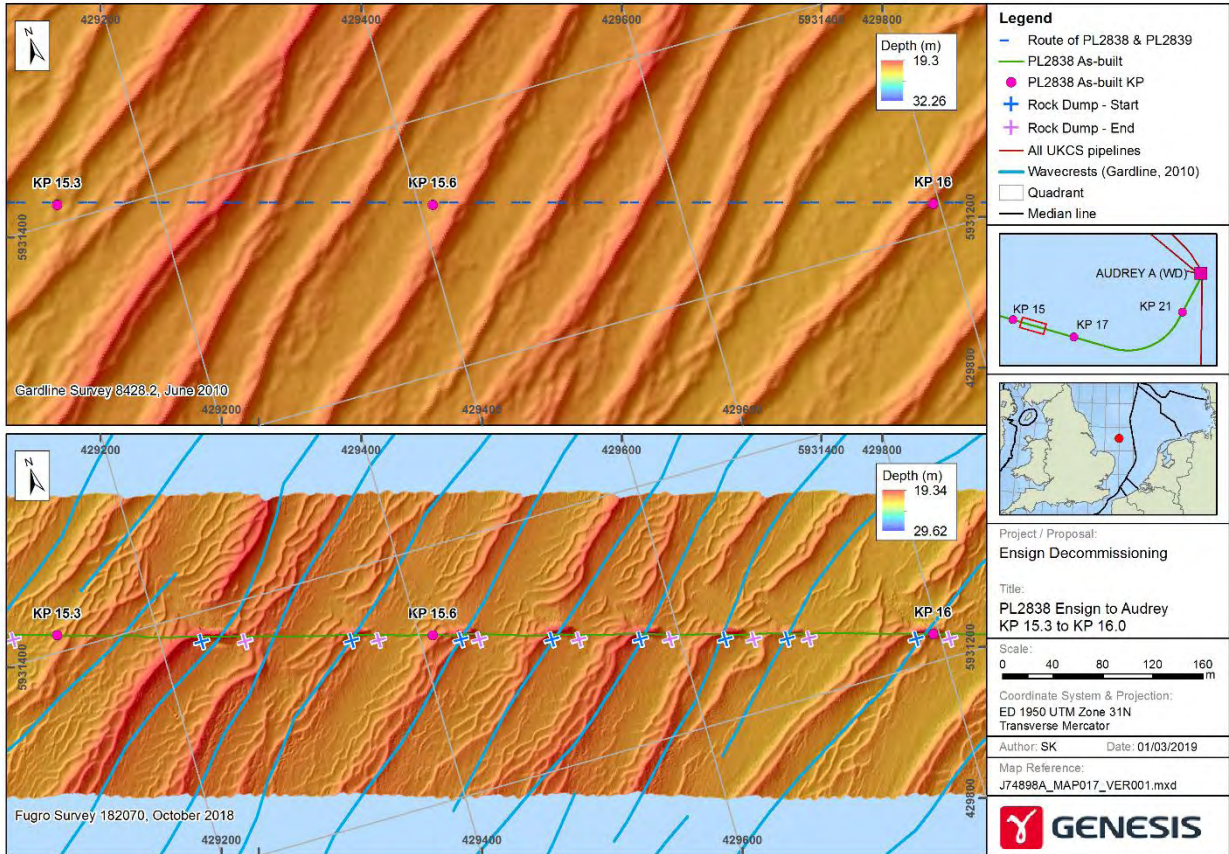 429200
429400
429600
5931400
429800
N
Depth (m)
19.3
32.26
KP 15.3
KP 15.6
KP 16
5931400
5931200
429800
Gardline Survey 8428.2, June 2010
429200
429400
429600
429200
429400
429600
5931400
429800
N
Depth (m)
19.34
29.62
KP 15.3
KP 15.6
KP 16
5931400
5931200
429800
Fugro Survey 182070, October 2018
429200
429400
429600
Legend
Route of PL2838 & PL2839
PL2838 As-built
PL2838 As-built KP
Rock Dump - Start
Rock Dump - End
All UKCS pipelines
Wavecrests (Gardline, 2010)
Quadrant
Median line
AUDREY A (WD)
KP 15
KP 17
KP 21
Project / Proposal:
Ensign Decommissioning
Title:
PL2838 Ensign to Audrey
KP 15.3 to KP 16.0
Scale:
0 40 80 120 160
m
Coordinate System & Projection:
ED 1950 UTM Zone 31N
Transverse Mercator
Author: SK Date: 01/03/2019
Map Reference:
J74898A_MAP017_VER001.mxd
GENESIS